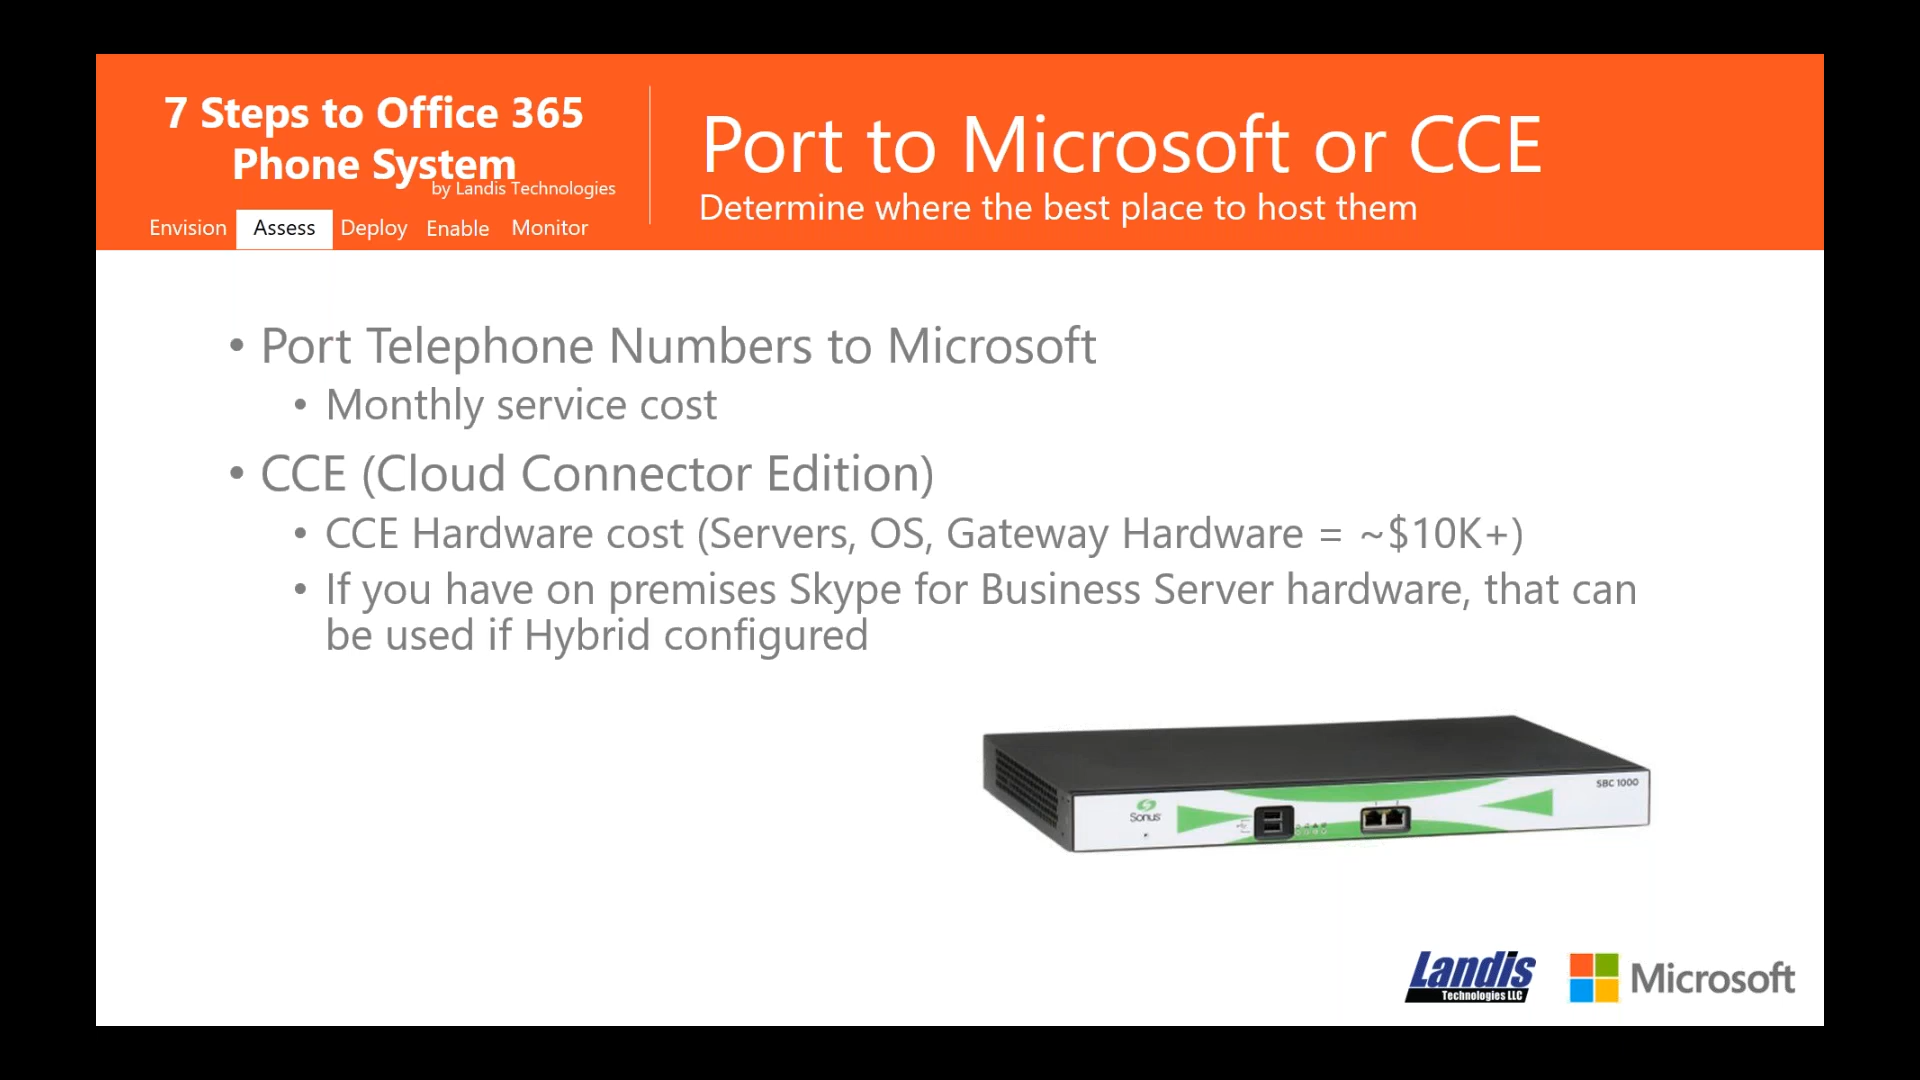 7 Steps to Office 365
Phone System
by Landis Technologies
Envision Assess Deploy Enable Monitor
Port to Microsoft or CCE
Determine where the best place to host them
• Port Telephone Numbers to Microsoft
• Monthly service cost
• CCE (Cloud Connector Edition)
• CCE Hardware cost (Servers, OS, Gateway Hardware = ~$10K+)
• If you have on premises Skype for Business Server hardware, that can
be used if Hybrid configured
SBC 1000
Sonus
Landis
Technologies LLC
Microsoft